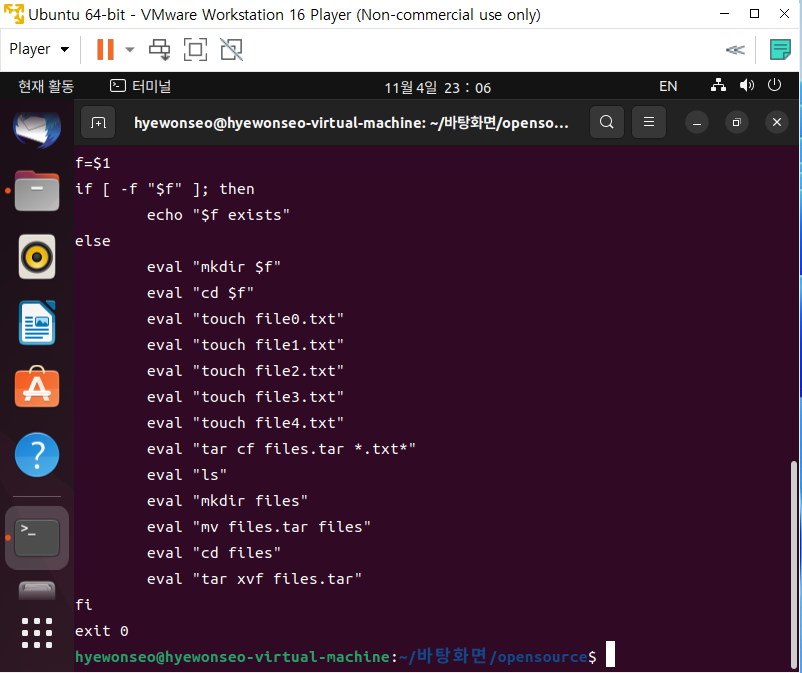 Ubuntu 64-bit - VMware Workstation 16 Player (Non-commercial use only)
Player
현재 활동 터미널 11월 4일 23 : 06 EN
hyewonseo@hyewonseo-virtual-machine: ~/바탕화면/openso...
f=$1
if [ -f "$f" ]; then
        echo "$f exists"
else
        eval "mkdir $f"
        eval "cd $f"
        eval "touch file0.txt"
        eval "touch file1.txt"
        eval "touch file2.txt"
        eval "touch file3.txt"
        eval "touch file4.txt"
        eval "tar cf files.tar *.txt*"
        eval "ls"
        eval "mkdir files"
        eval "mv files.tar files"
        eval "cd files"
        eval "tar xvf files.tar"
fi
exit 0
hyewonseo@hyewonseo-virtual-machine:~/바탕화면/opensource$